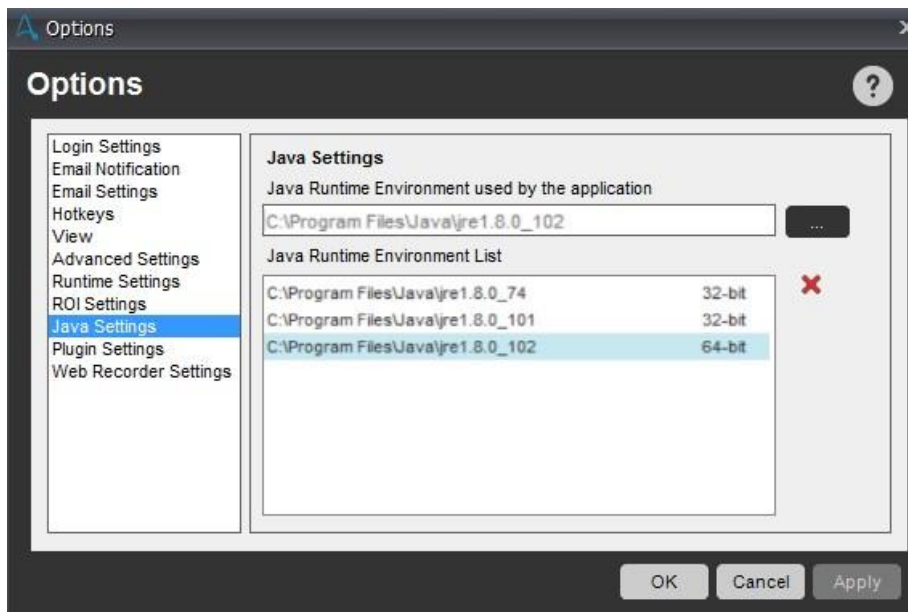 Options
Options
?
Login Settings
Email Notification
Email Settings
Hotkeys
View
Advanced Settings
Runtime Settings
ROI Settings
Java Settings
Plugin Settings
Web Recorder Settings
Java Settings
Java Runtime Environment used by the application
C:\Program Files\Java\jre1.8.0_102
...
Java Runtime Environment List
C:\Program Files\Java\jre1.8.0_74 32-bit
C:\Program Files\Java\jre1.8.0_101 32-bit
C:\Program Files\Java\jre1.8.0_102 64-bit
OK Cancel Apply